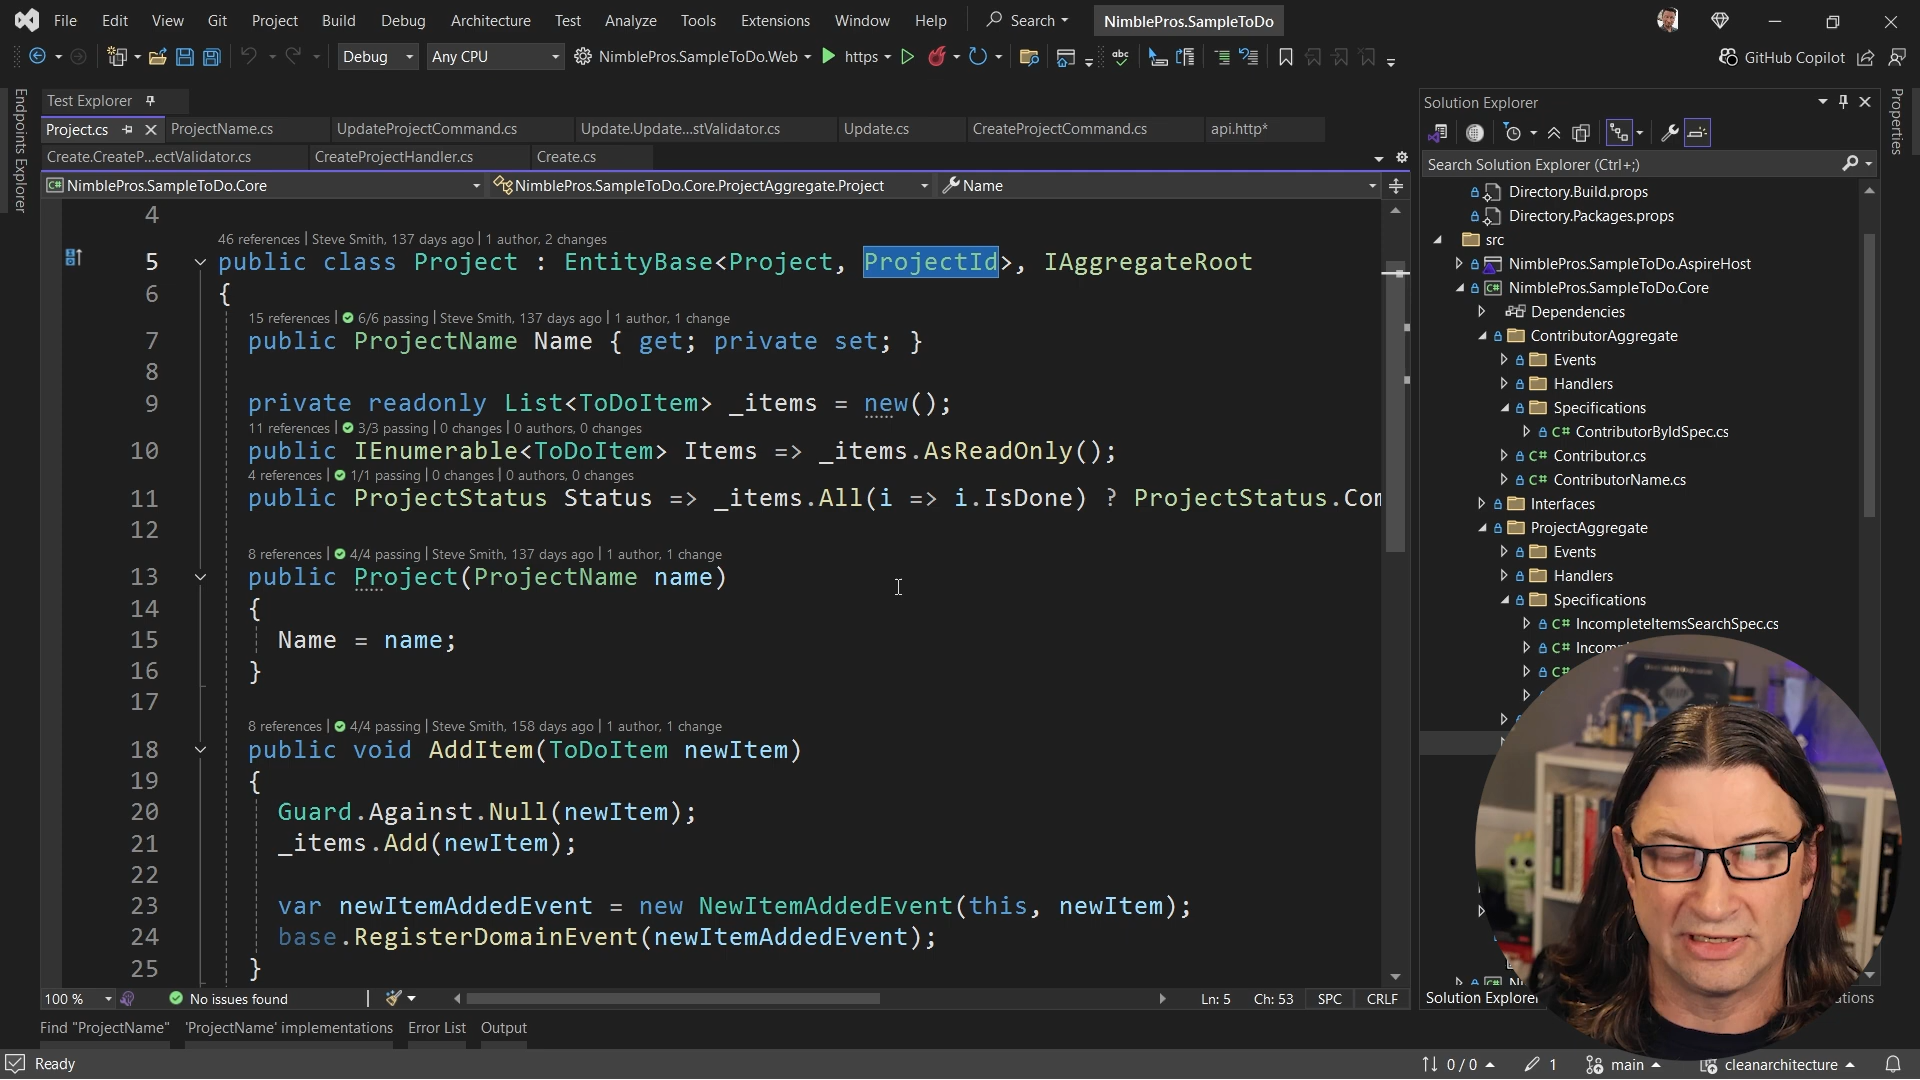 File Edit View Git Project Build Debug Architecture Test Analyze Tools Extensions Window Help Search NimblePros.SampleToDo
Debug Any CPU NimblePros.SampleToDo.Web https GitHub Copilot
Endpoints Explorer
Test Explorer
Project.cs ProjectName.cs UpdateProjectCommand.cs Update.Update...stValidator.cs Update.cs CreateProjectCommand.cs api.http*
Create.CreateP...ectValidator.cs CreateProjectHandler.cs Create.cs
NimblePros.SampleToDo.Core NimblePros.SampleToDo.Core.ProjectAggregate.Project Name
4
46 references | Steve Smith, 137 days ago | 1 author, 2 changes
5 public class Project : EntityBase<Project, ProjectId>, IAggregateRoot
6 {
15 references | 6/6 passing | Steve Smith, 137 days ago | 1 author, 1 change
7 public ProjectName Name { get; private set; }
8
9 private readonly List<ToDoItem> _items = new();
11 references | 3/3 passing | 0 changes | 0 authors, 0 changes
10 public IEnumerable<ToDoItem> Items => _items.AsReadOnly();
4 references | 1/1 passing | 0 changes | 0 authors, 0 changes
11 public ProjectStatus Status => _items.All(i => i.IsDone) ? ProjectStatus.Com
12
8 references | 4/4 passing | Steve Smith, 137 days ago | 1 author, 1 change
13 public Project(ProjectName name)
14 {
15 Name = name;
16 }
17
8 references | 4/4 passing | Steve Smith, 158 days ago | 1 author, 1 change
18 public void AddItem(ToDoItem newItem)
19 {
20 Guard.Against.Null(newItem);
21 _items.Add(newItem);
22
23 var newItemAddedEvent = new NewItemAddedEvent(this, newItem);
24 base.RegisterDomainEvent(newItemAddedEvent);
25 }
100 % No issues found Ln: 5 Ch: 53 SPC CRLF
Find "ProjectName" 'ProjectName' implementations Error List Output
Ready 0 / 0 1 main cleanarchitecture
Solution Explorer
Search Solution Explorer (Ctrl+;)
Directory.Build.props
Directory.Packages.props
src
NimblePros.SampleToDo.AspireHost
C# NimblePros.SampleToDo.Core
Dependencies
ContributorAggregate
Events
Handlers
Specifications
C# ContributorByIdSpec.cs
C# Contributor.cs
C# ContributorName.cs
Interfaces
ProjectAggregate
Events
Handlers
Specifications
C# IncompleteItemsSearchSpec.cs
C# Incom
Solution Explorer
Properties